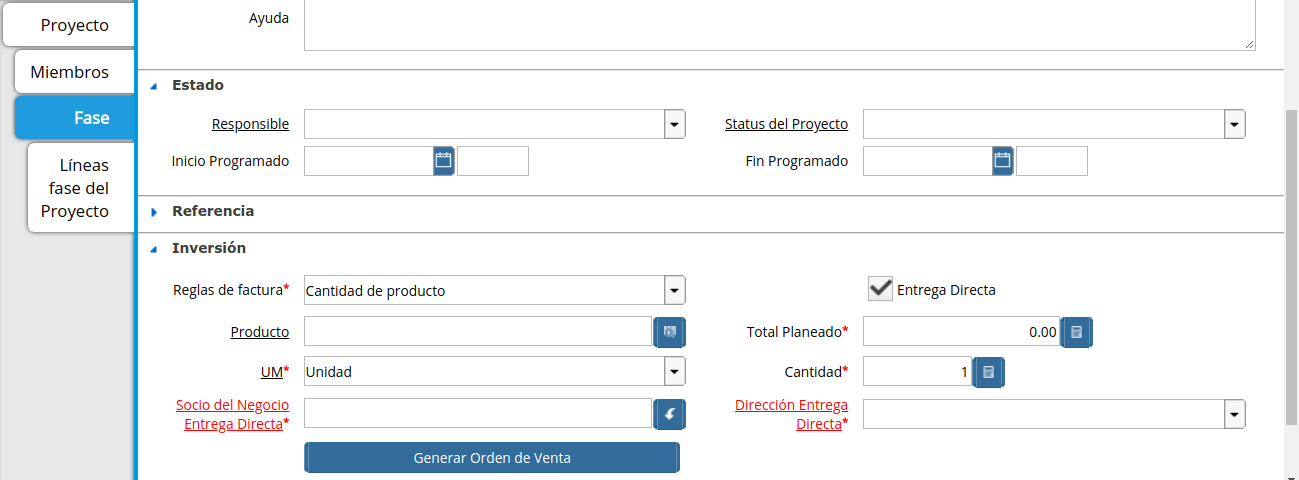 Proyecto
Miembros
Fase
Líneas
fase del
Proyecto
Ayuda
Estado
Responsible
Status del Proyecto
Inicio Programado
Fin Programado
Referencia
Inversión
Reglas de factura*
Cantidad de producto
Entrega Directa
Producto
Total Planeado*
0.00
UM*
Unidad
Cantidad*
1
Socio del Negocio
Entrega Directa*
Dirección Entrega
Directa*
Generar Orden de Venta